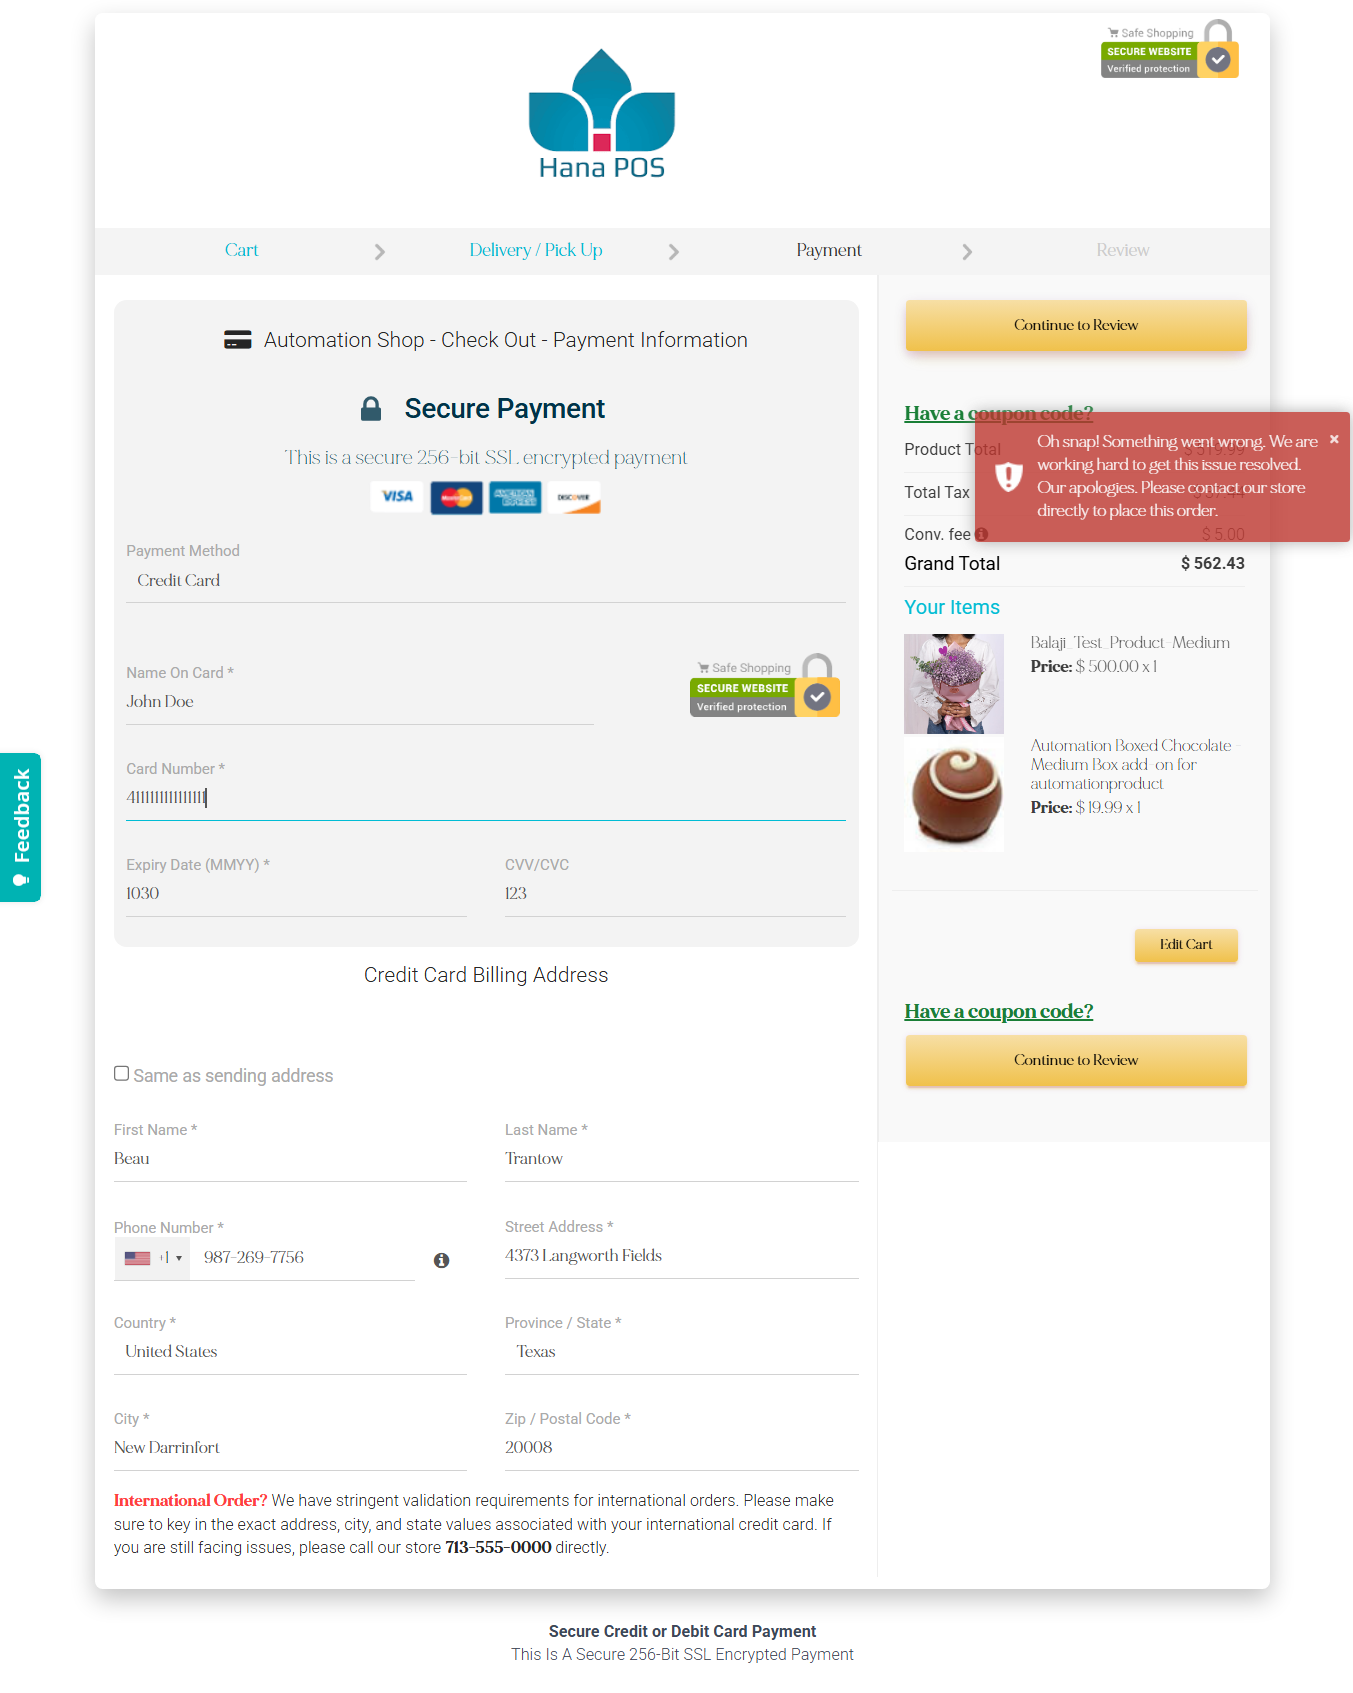 Safe Shopping
SECURE WEBSITE
Verified protection
Hana POS
Cart
Delivery / Pick Up
Payment
Review
Automation Shop - Check Out - Payment Information
Secure Payment
This is a secure 256-bit SSL encrypted payment
VISA
MasterCard
AMERICAN EXPRESS
DISCOVER
Payment Method
Credit Card
Name On Card *
John Doe
Safe Shopping
SECURE WEBSITE
Verified protection
Card Number *
4111111111111111
Expiry Date (MMYY) *
1030
CVV/CVC
123
Credit Card Billing Address
Same as sending address
First Name *
Beau
Last Name *
Trantow
Phone Number *
+1
987-269-7756
Street Address *
4373 Langworth Fields
Country *
United States
Province / State *
Texas
City *
New Darrinfort
Zip / Postal Code *
20008
International Order? We have stringent validation requirements for international orders. Please make
sure to key in the exact address, city, and state values associated with your international credit card. If
you are still facing issues, please call our store 713-555-0000 directly.
Continue to Review
Have a coupon code?
Oh snap! Something went wrong. We are
working hard to get this issue resolved.
Our apologies. Please contact our store
directly to place this order.
×
Product Total
$ 519.99
Total Tax
Conv. fee
$ 5.00
Grand Total
$ 562.43
Your Items
Balaji_Test_Product-Medium
Price: $ 500.00 x 1
Automation Boxed Chocolate -
Medium Box add-on for
automationproduct
Price: $ 19.99 x 1
Edit Cart
Have a coupon code?
Continue to Review
Feedback
Secure Credit or Debit Card Payment
This Is A Secure 256-Bit SSL Encrypted Payment